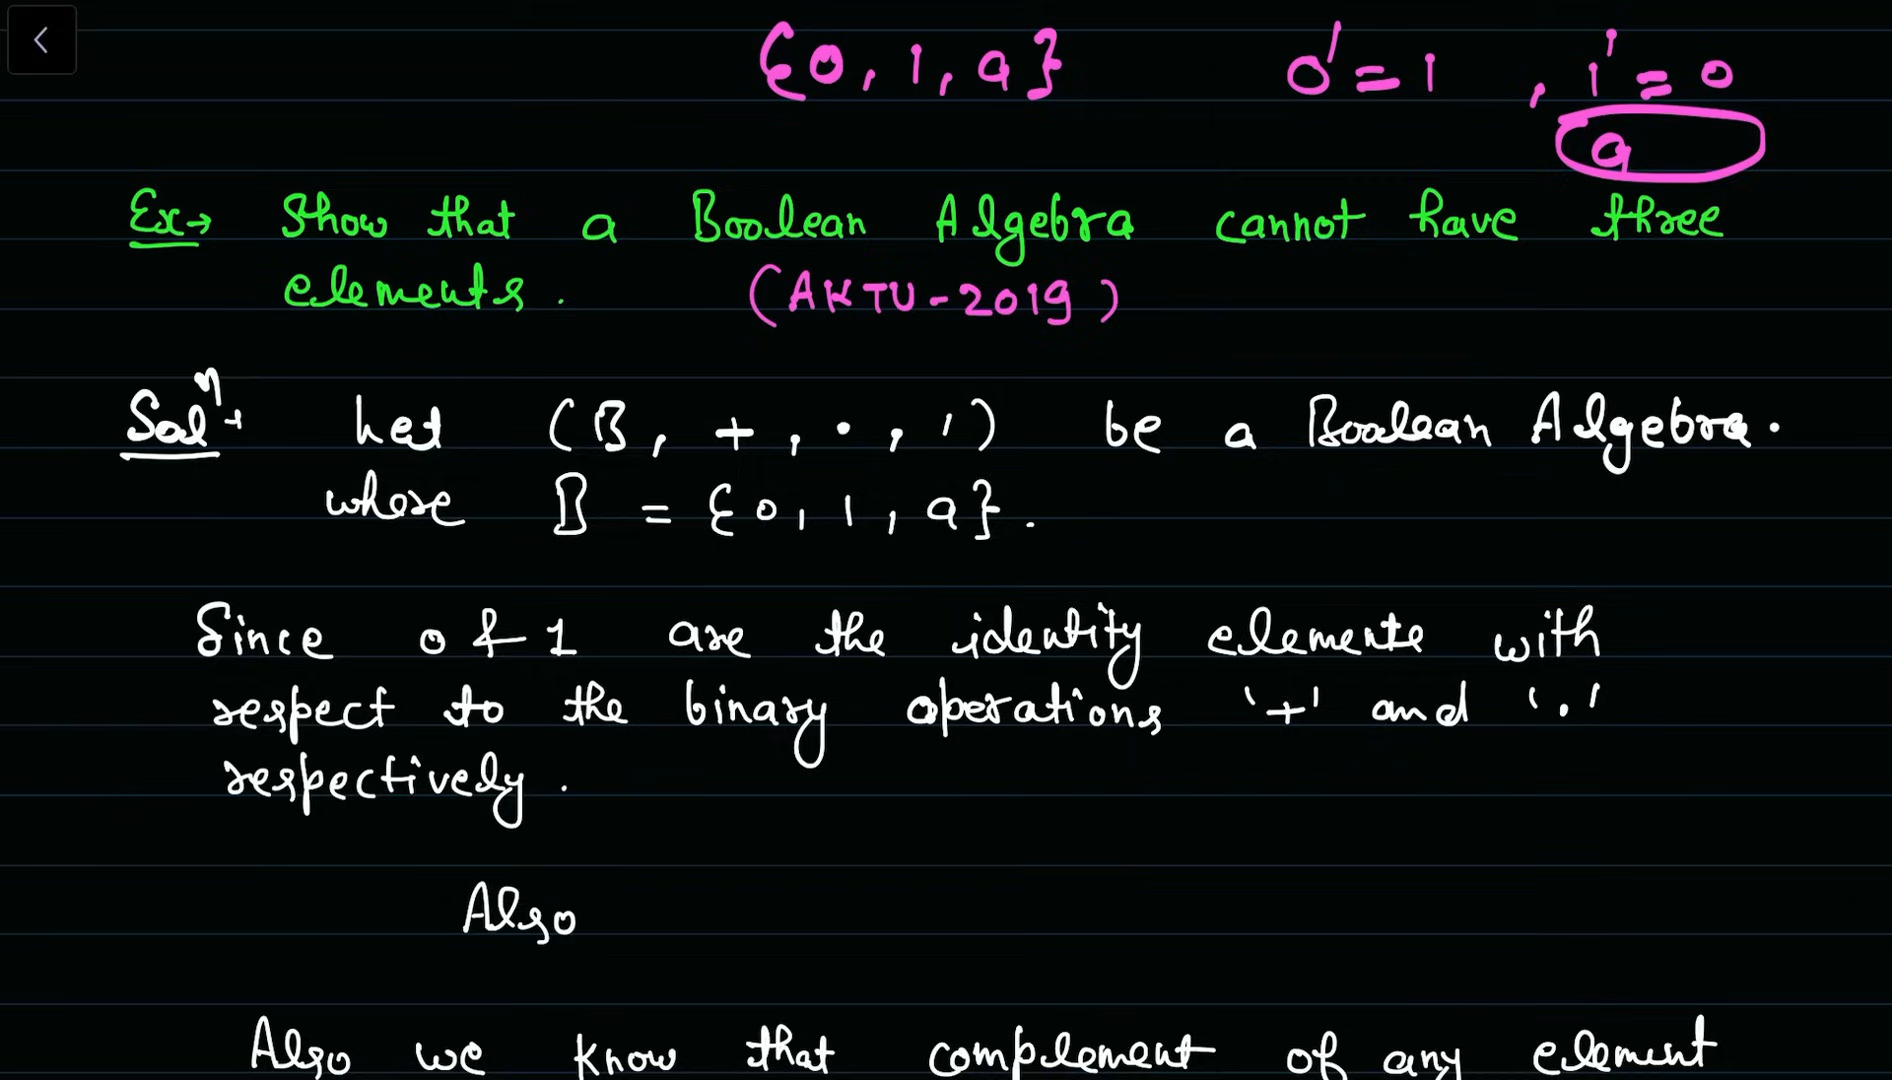 {0, 1, a} 0' = 1 , 1' = 0
a
Ex→ Show that a Boolean Algebra cannot have three
elements. (AKTU-2019)
Solⁿ→ Let (B, +, ·, ') be a Boolean Algebra.
where B = {0, 1, a}.
Since 0 & 1 are the identity elements with
respect to the binary operations '+' and '·'
respectively.
Also
Also we know that complement of any element